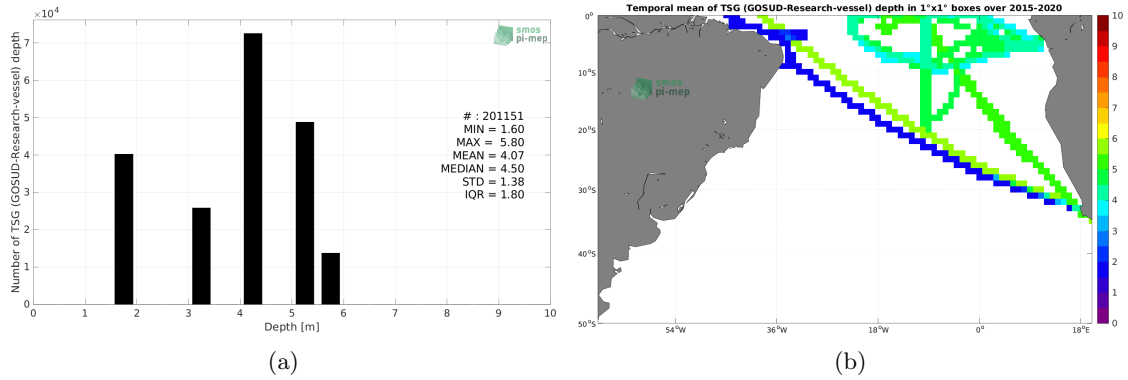 ×10⁴
7
6
5
4
3
2
1
0
Number of TSG (GOSUD-Research-vessel) depth
smos
pi-mep
# : 201151
MIN = 1.60
MAX = 5.80
MEAN = 4.07
MEDIAN = 4.50
STD = 1.38
IQR = 1.80
0 1 2 3 4 5 6 7 8 9 10
Depth [m]
(a)
Temporal mean of TSG (GOSUD-Research-vessel) depth in 1°x1° boxes over 2015-2020
0°
10°S
20°S
30°S
40°S
50°S
smos
pi-mep
54°W 36°W 18°W 0° 18°E
10
9
8
7
6
5
4
3
2
1
0
(b)